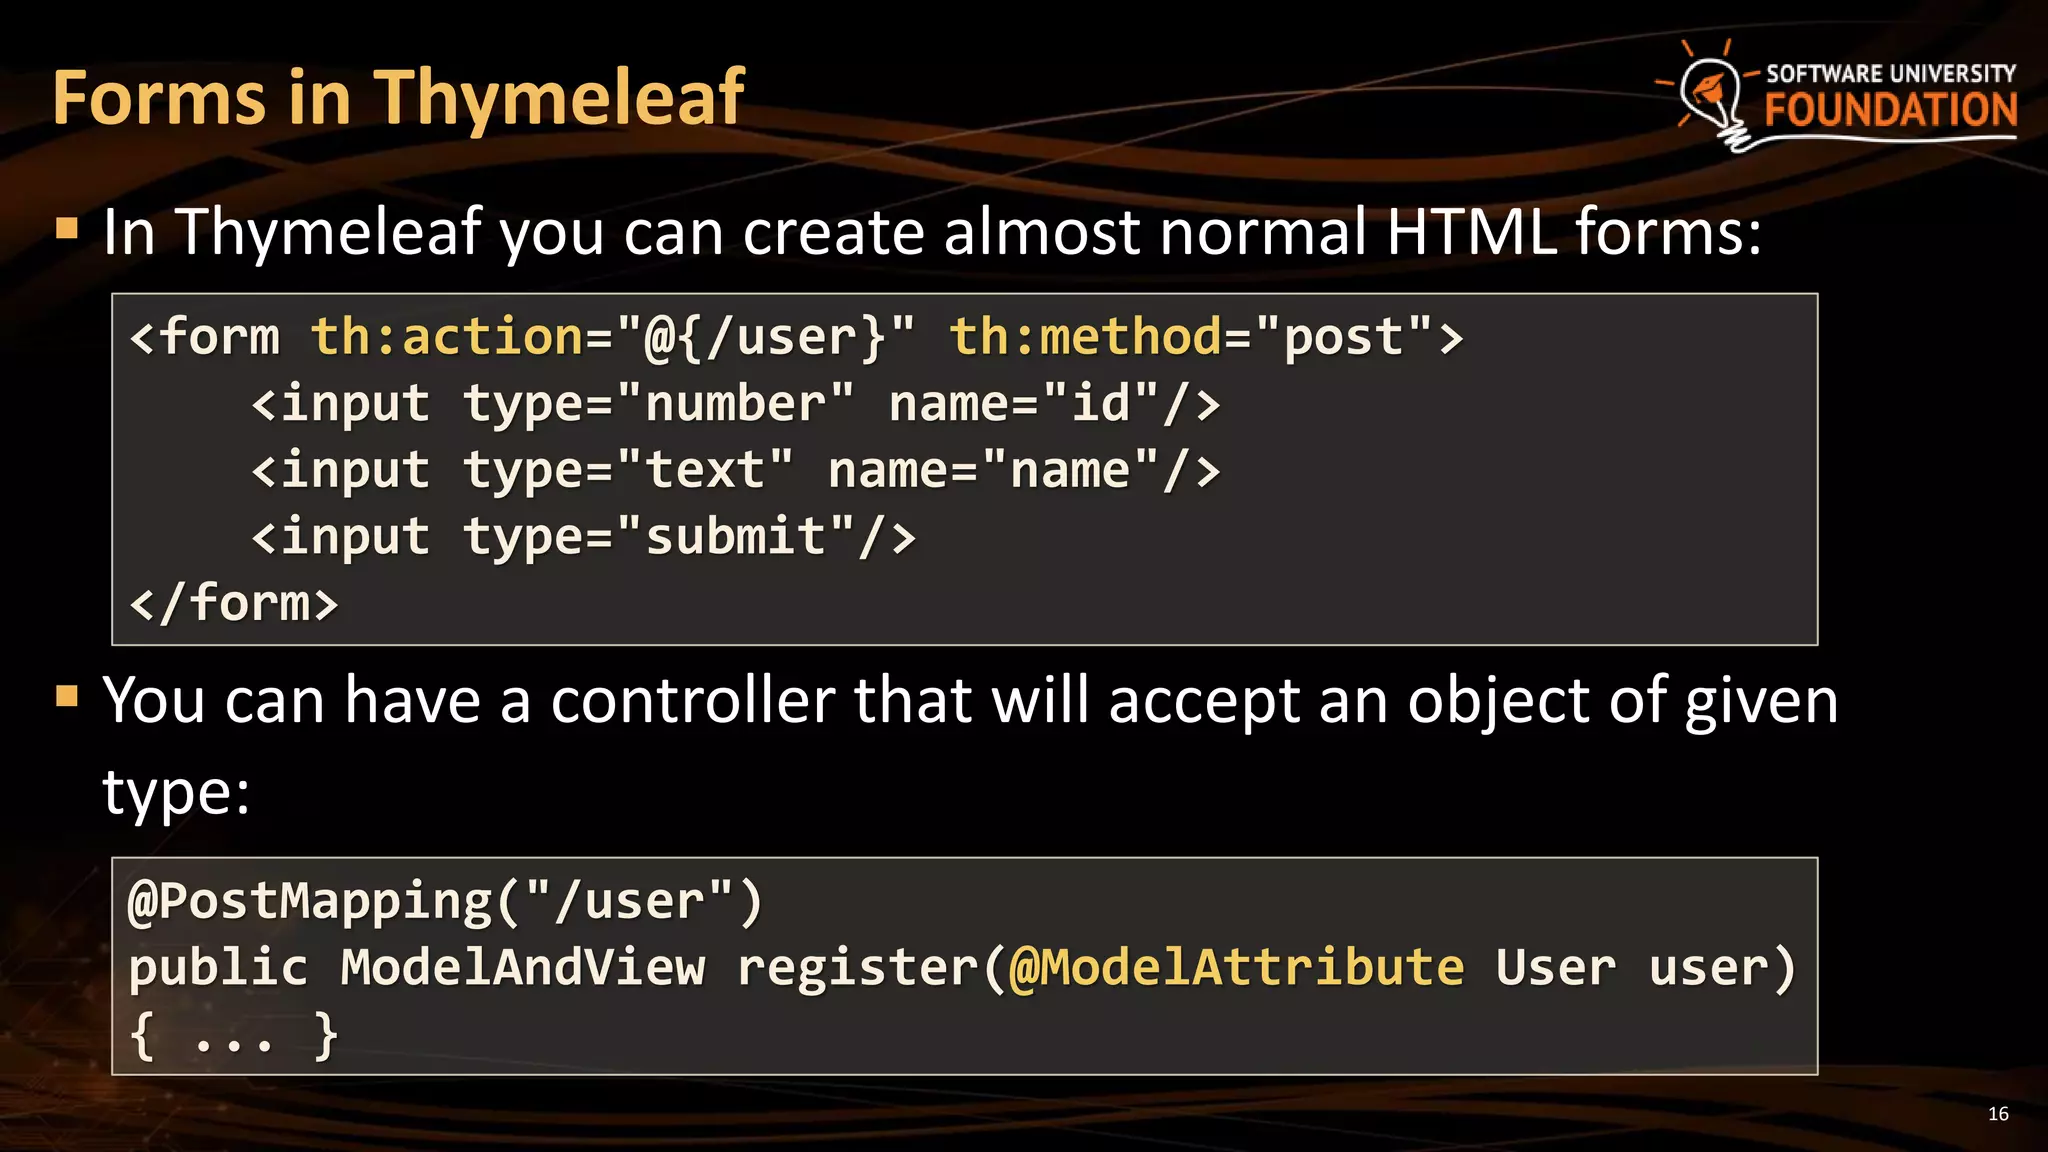 Forms in Thymeleaf
SOFTWARE UNIVERSITY
FOUNDATION
In Thymeleaf you can create almost normal HTML forms:
<form th:action="@{/user}" th:method="post">
    <input type="number" name="id"/>
    <input type="text" name="name"/>
    <input type="submit"/>
</form>
You can have a controller that will accept an object of given
type:
@PostMapping("/user")
public ModelAndView register(@ModelAttribute User user)
{ ... }
16